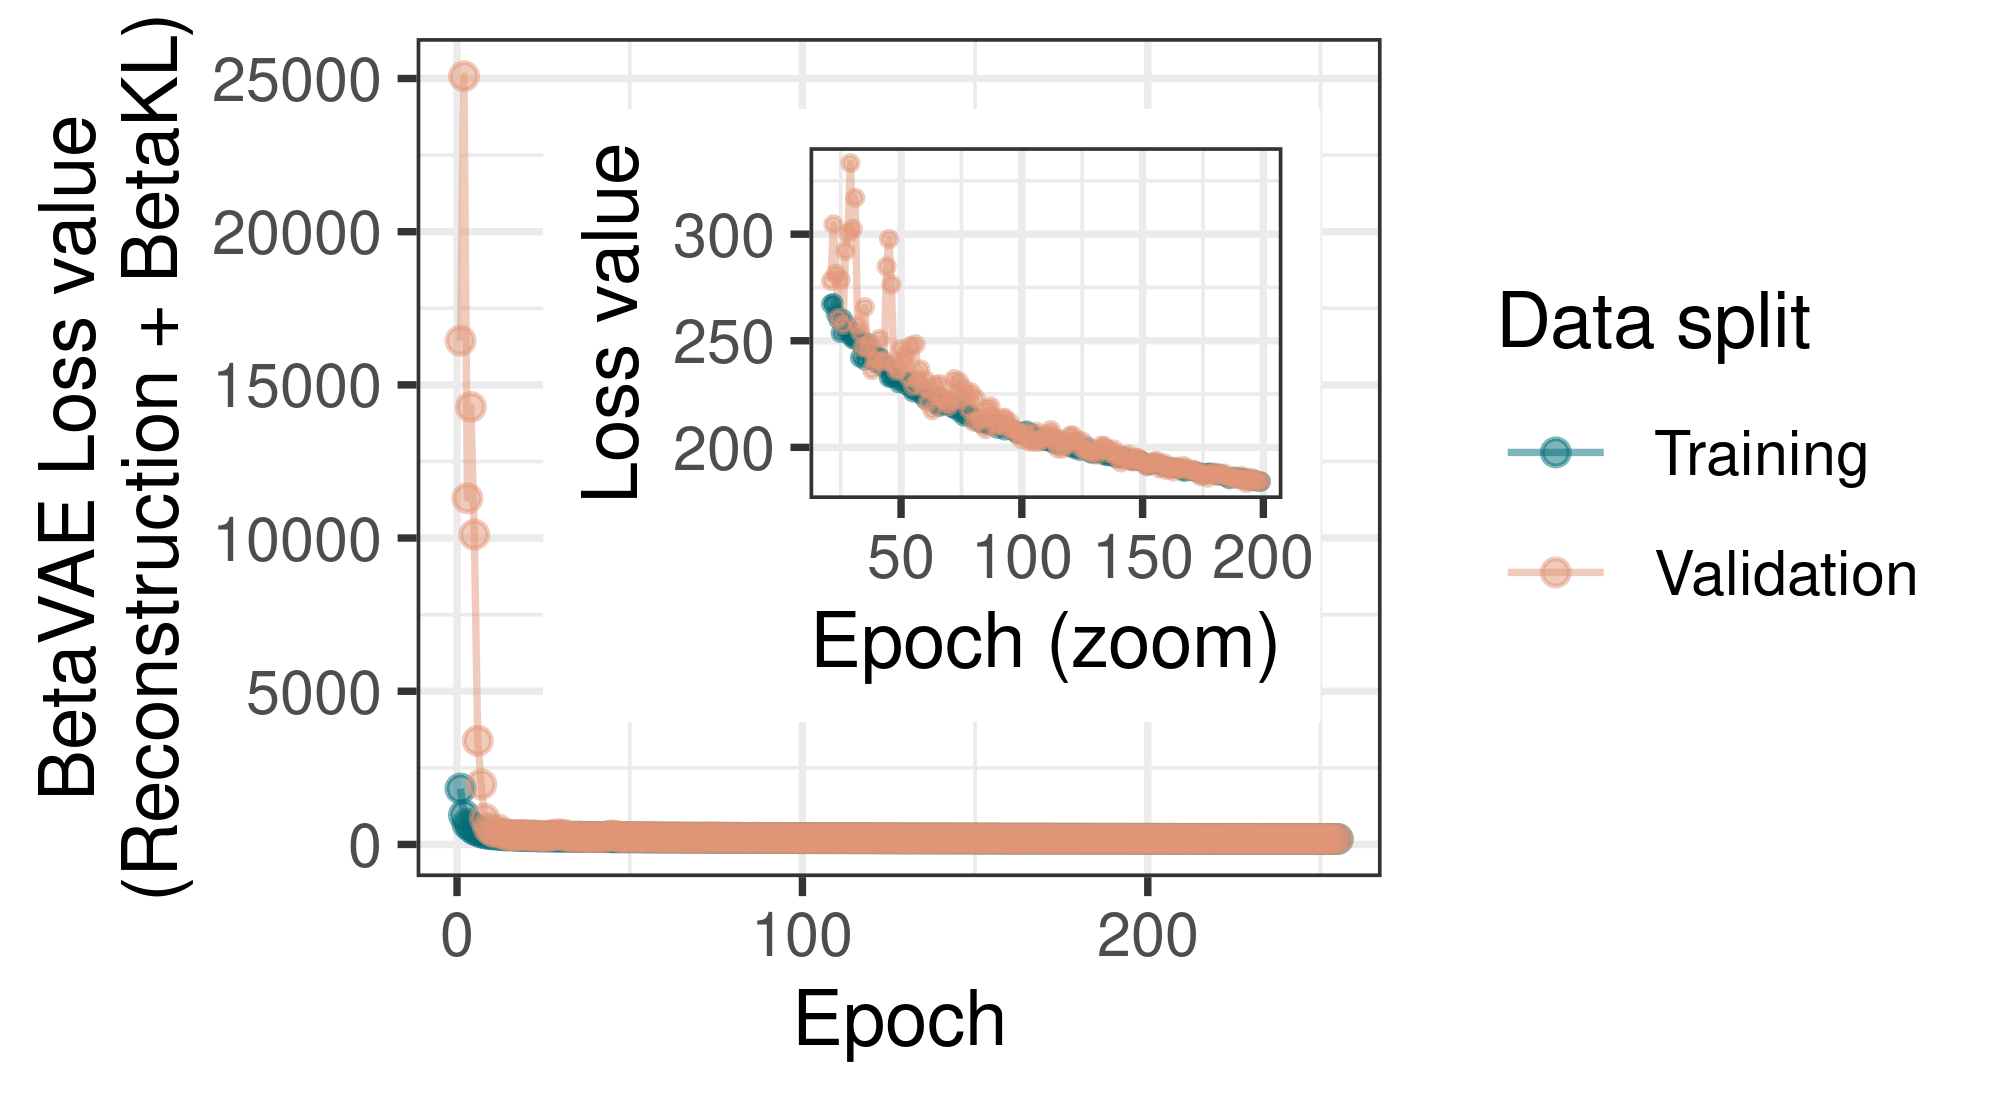 BetaVAE Loss value
(Reconstruction + BetaKL)
25000
20000
15000
10000
5000
0
0 100 200
Epoch
Loss value
300
250
200
50 100 150 200
Epoch (zoom)
Data split
Training
Validation